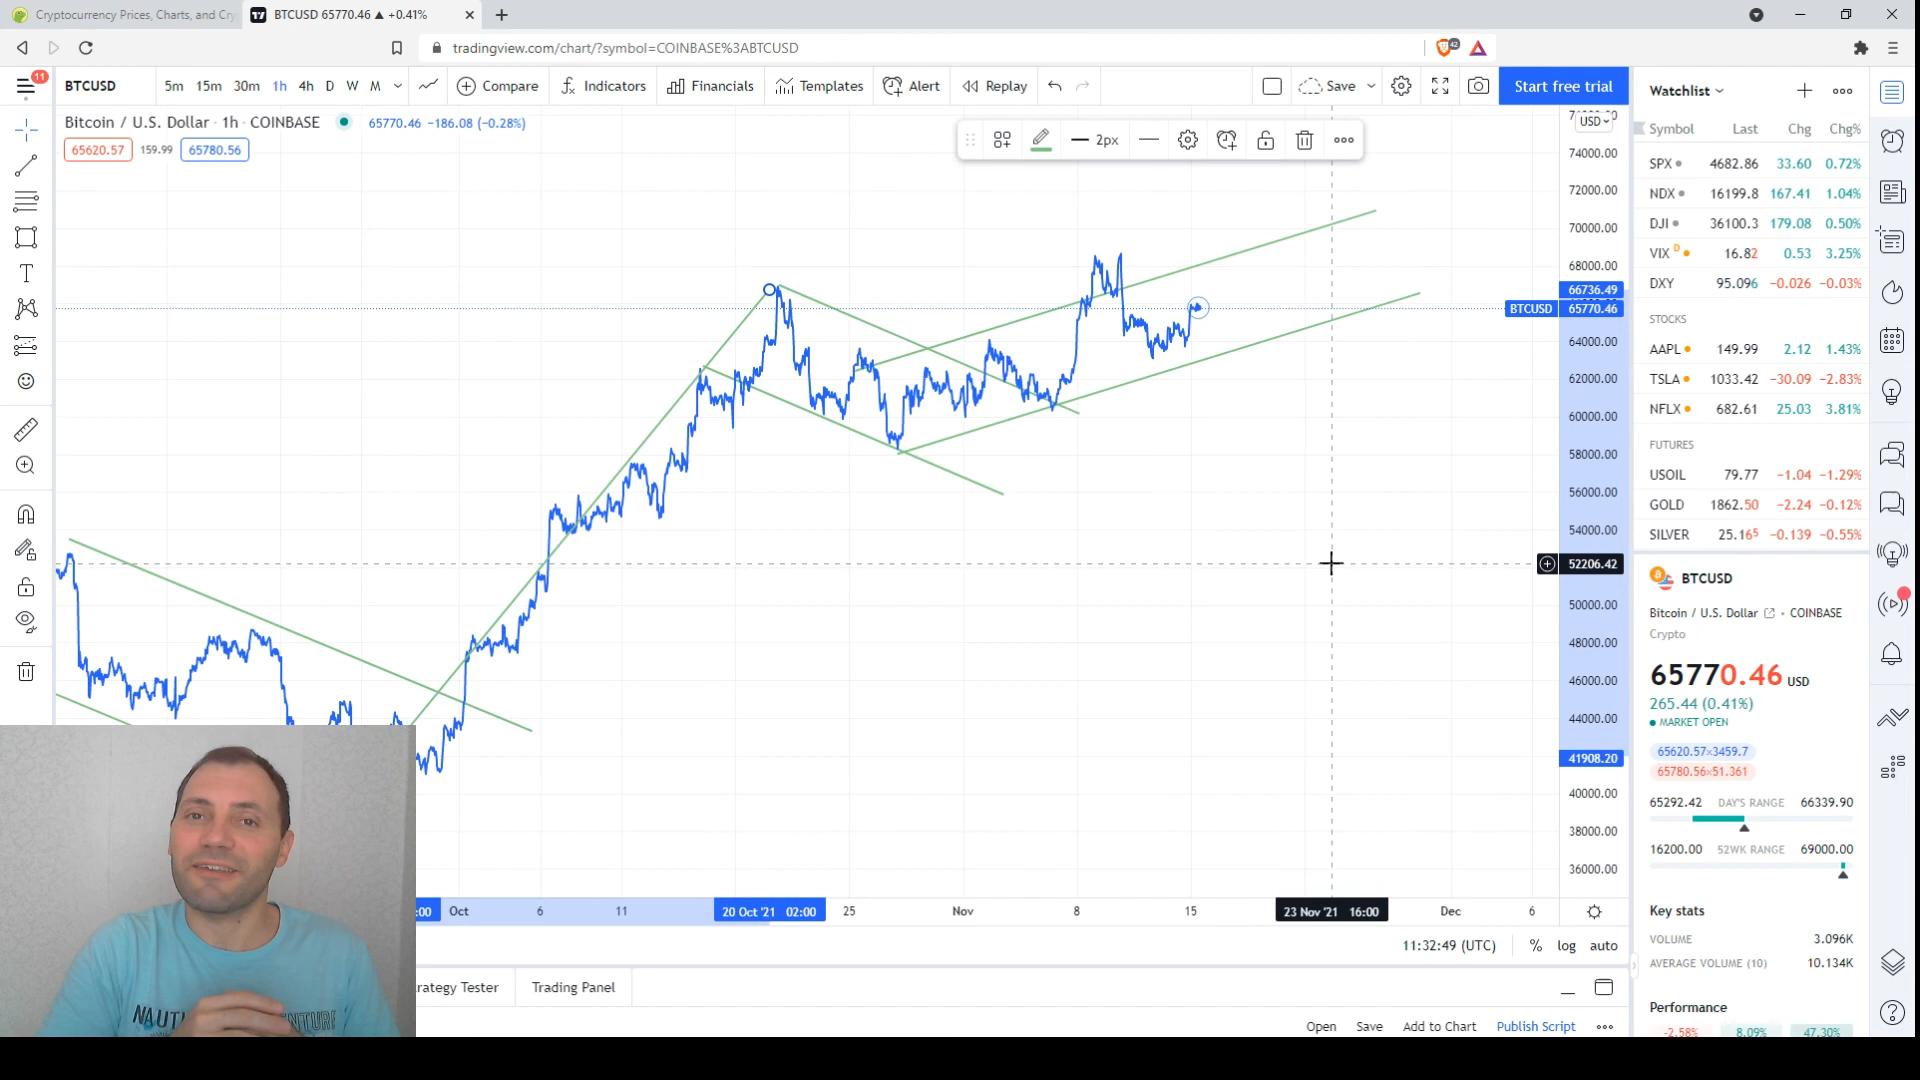 Cryptocurrency Prices, Charts, and Cry
BTCUSD 65770.46 ▲ +0.41%
tradingview.com/chart/?symbol=COINBASE%3ABTCUSD
11
BTCUSD 5m 15m 30m 1h 4h D W M Compare Indicators Financials Templates Alert Replay Save Start free trial
Bitcoin / U.S. Dollar · 1h · COINBASE 65770.46 −186.08 (−0.28%)
65620.57 159.99 65780.56
2px
USD
74000.00
72000.00
70000.00
68000.00
66736.49
BTCUSD 65770.46
64000.00
62000.00
60000.00
58000.00
56000.00
54000.00
52206.42
50000.00
48000.00
46000.00
44000.00
41908.20
40000.00
38000.00
36000.00
:00 Oct 6 11 20 Oct '21 02:00 25 Nov 8 15 23 Nov '21 16:00 Dec 6
11:32:49 (UTC) % log auto
rategy Tester Trading Panel
Open Save Add to Chart Publish Script
Watchlist
Symbol Last Chg Chg%
SPX 4682.86 33.60 0.72%
NDX 16199.8 167.41 1.04%
DJI 36100.3 179.08 0.50%
VIX D 16.82 0.53 3.25%
DXY 95.096 −0.026 −0.03%
STOCKS
AAPL 149.99 2.12 1.43%
TSLA 1033.42 −30.09 −2.83%
NFLX 682.61 25.03 3.81%
FUTURES
USOIL 79.77 −1.04 −1.29%
GOLD 1862.50 −2.24 −0.12%
SILVER 25.165 −0.139 −0.55%
BTCUSD
Bitcoin / U.S. Dollar • COINBASE
Crypto
65770.46 USD
265.44 (0.41%)
MARKET OPEN
65620.57×3459.7
65780.56×51.361
65292.42 DAY'S RANGE 66339.90
16200.00 52WK RANGE 69000.00
Key stats
VOLUME 3.096K
AVERAGE VOLUME (10) 10.134K
Performance
-2.58% 8.09% 47.30%